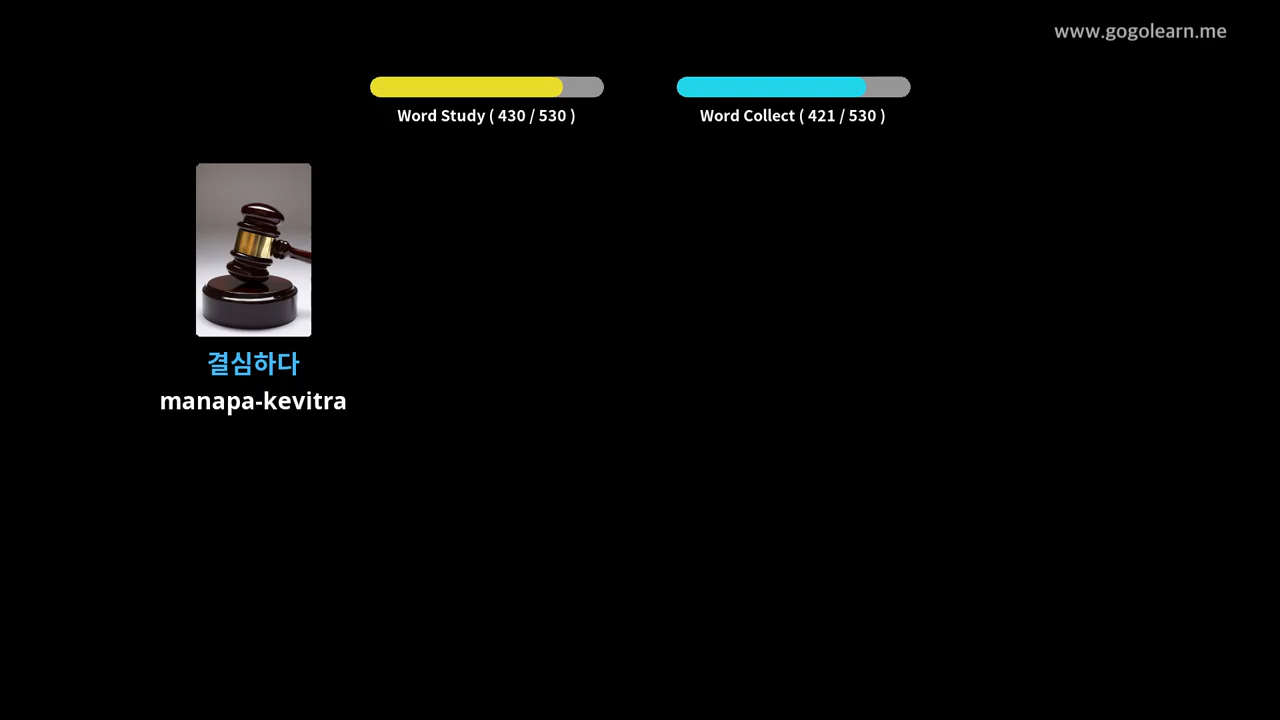 www.gogolearn.me
Word Study ( 430 / 530 )
Word Collect ( 421 / 530 )
결심하다
manapa-kevitra